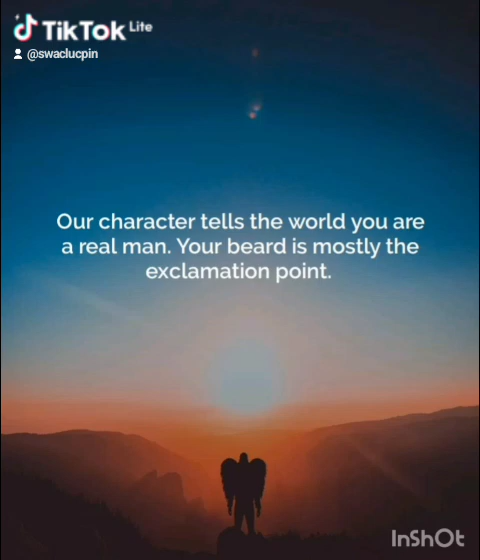 TikTok Lite
@swaclucpin
Our character tells the world you are
a real man. Your beard is mostly the
exclamation point.
InShOt